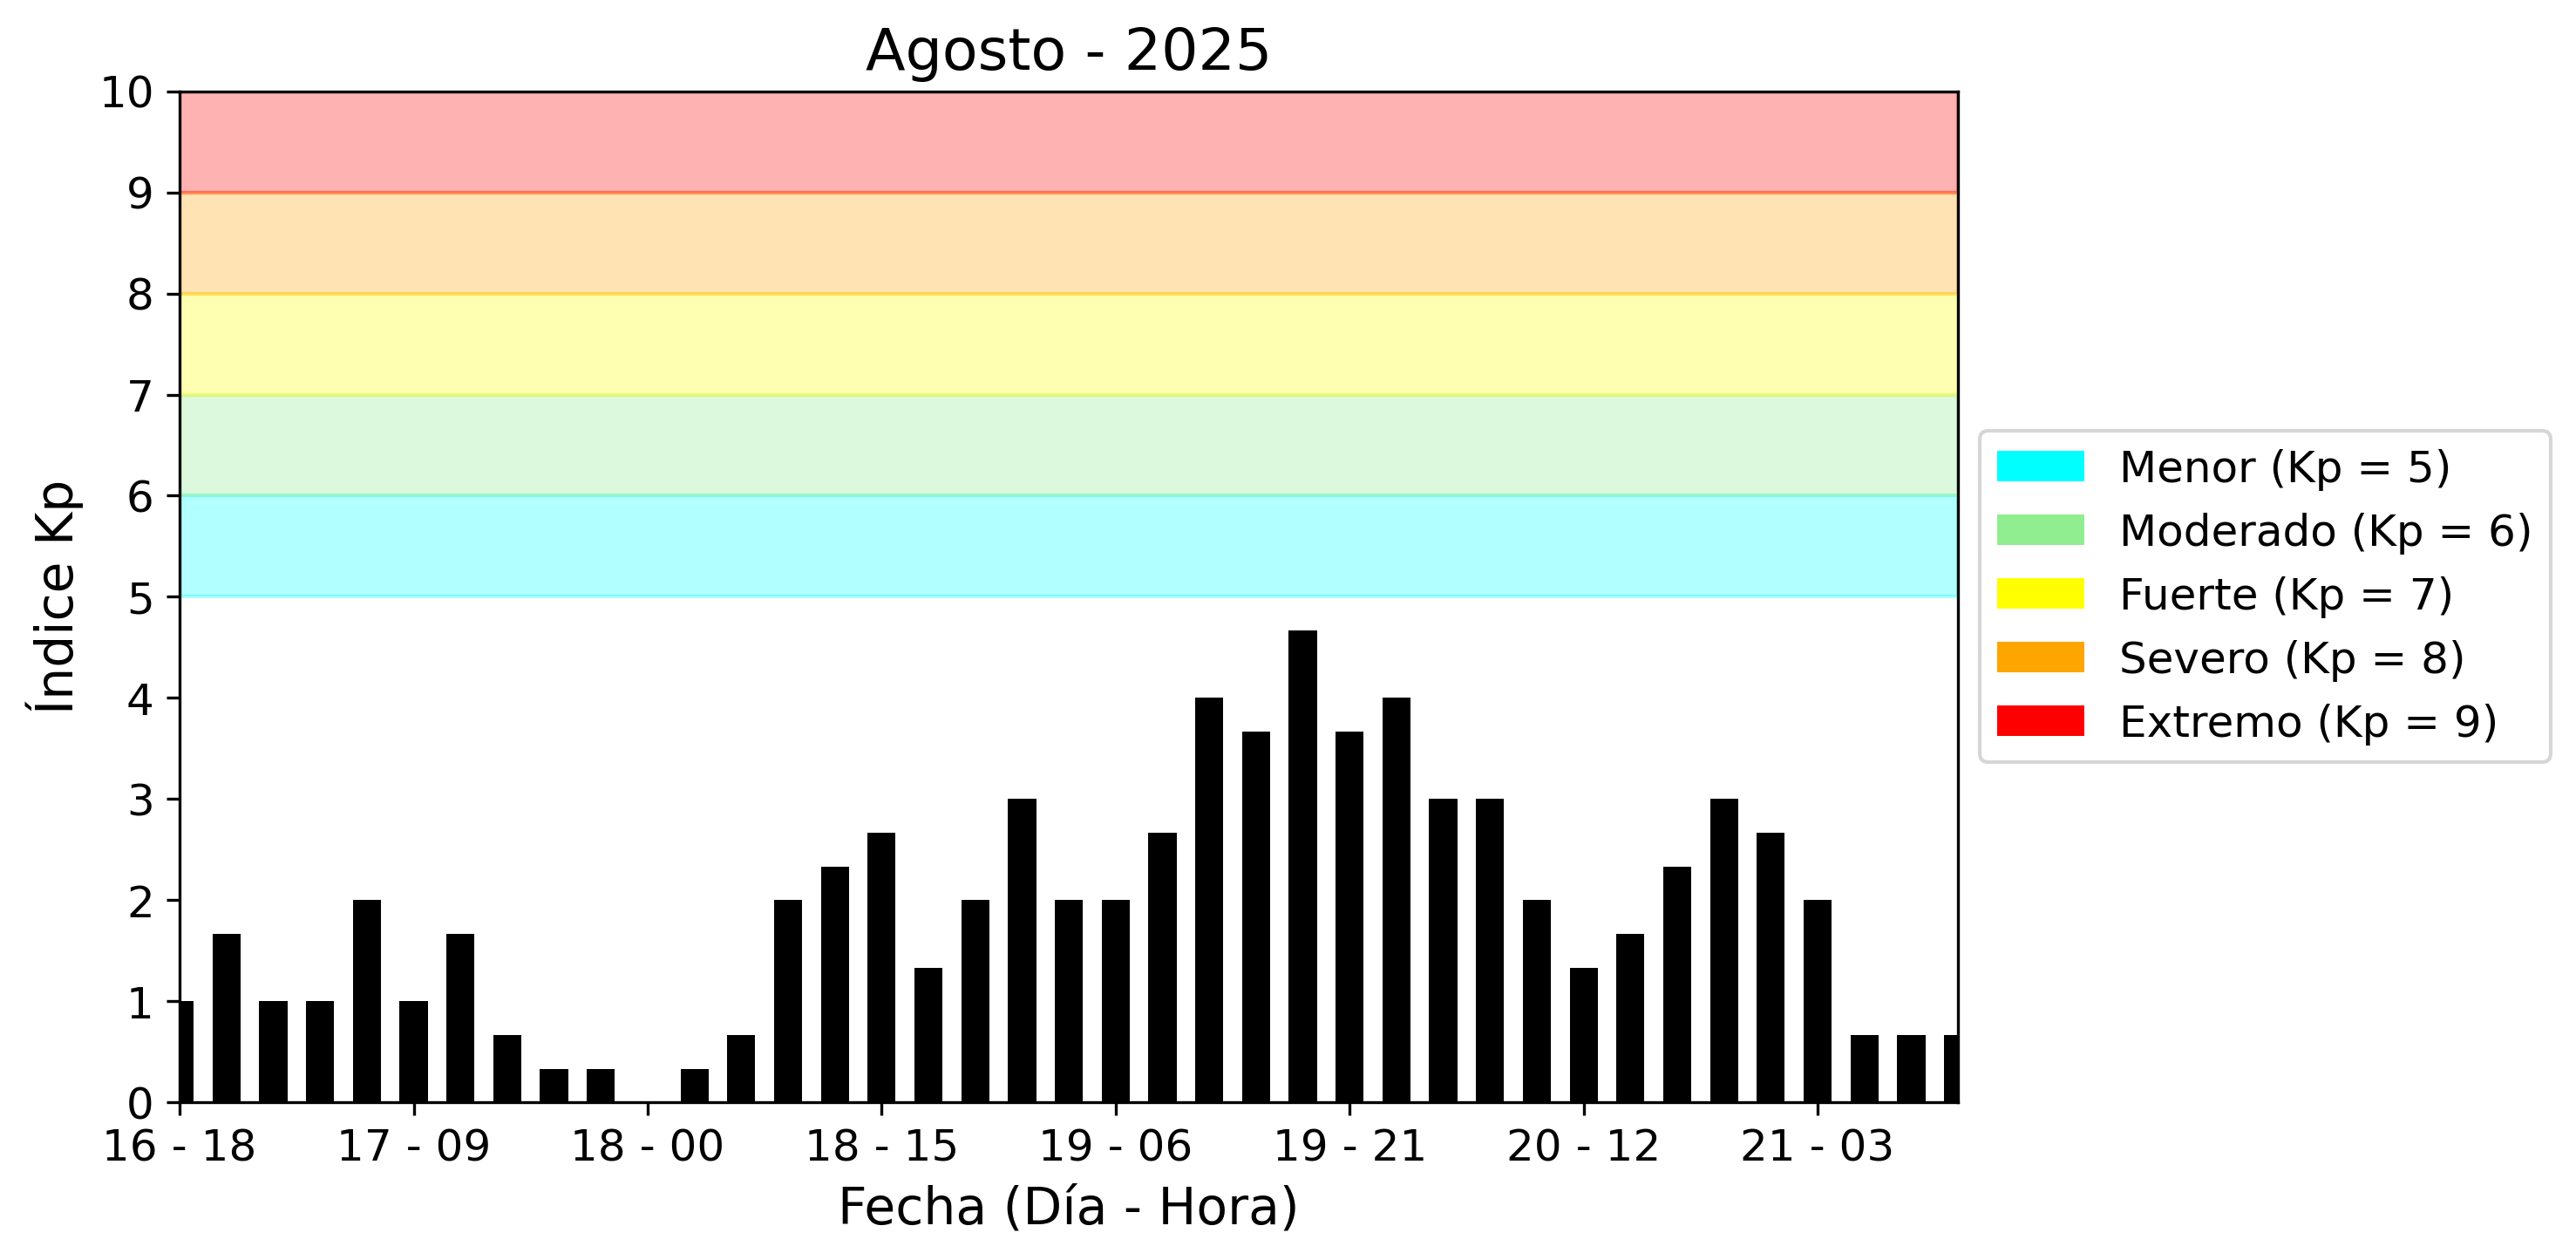 Agosto - 2025
10
9
8
7
6
5
4
3
2
1
0
Índice Kp
16 - 18
17 - 09
18 - 00
18 - 15
19 - 06
19 - 21
20 - 12
21 - 03
Fecha (Día - Hora)
Menor (Kp = 5)
Moderado (Kp = 6)
Fuerte (Kp = 7)
Severo (Kp = 8)
Extremo (Kp = 9)